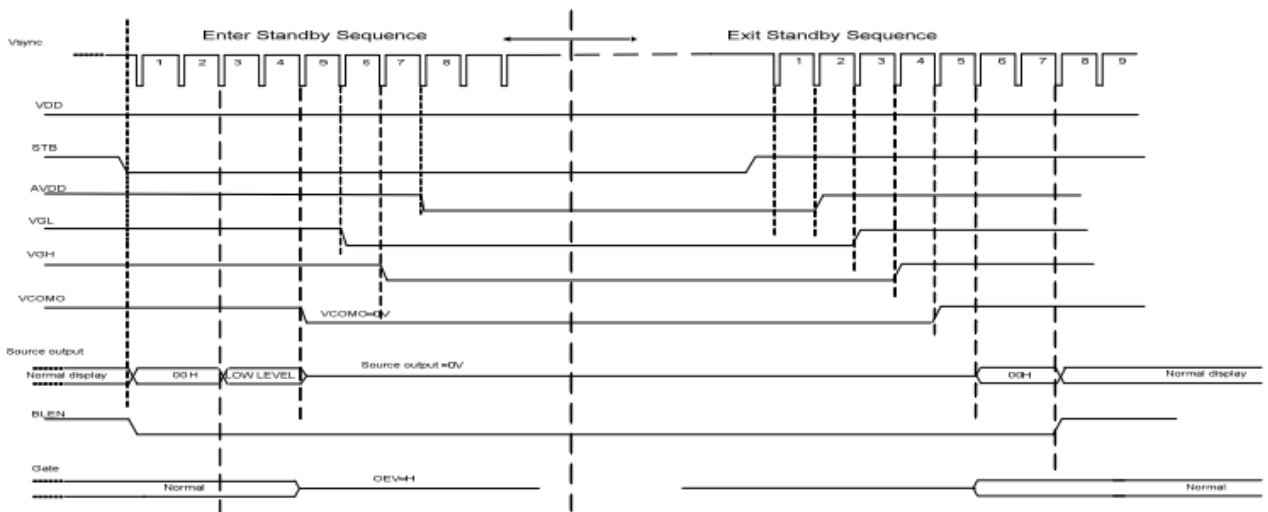 Enter Standby Sequence
Exit Standby Sequence
Vsync
1 2 3 4 5 6 7 8
1 2 3 4 5 6 7 8 9
VDD
STB
AVDD
VGL
VGH
VCOMO
VCOMO=0V
Source output
Normal display
00H
LOW LEVEL
Source output =0V
00H
Normal display
BLEN
Gate
Normal
OEV=H
Normal